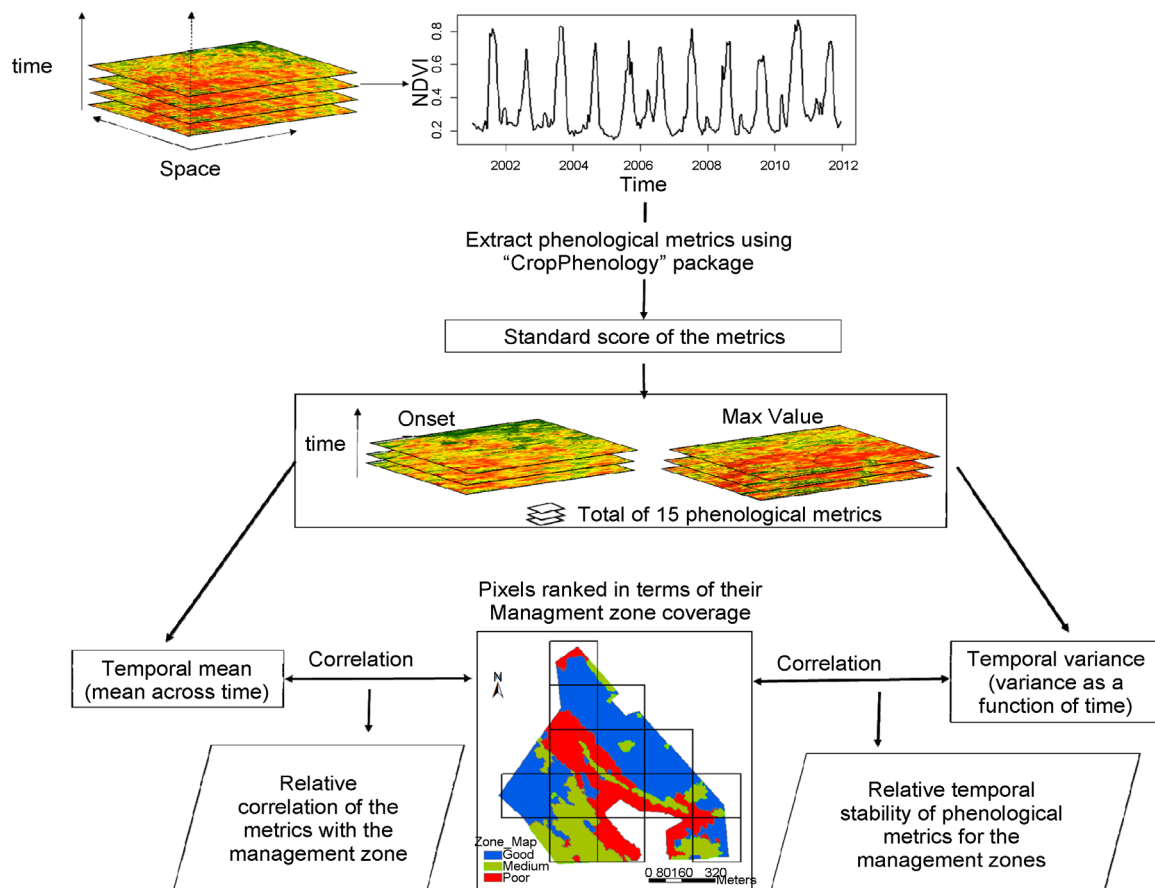 time
Space
NDVI
0.8
0.6
0.4
0.2
2002 2004 2006 2008 2010 2012
Time
Extract phenological metrics using
“CropPhenology” package
Standard score of the metrics
Onset
Max Value
time
Total of 15 phenological metrics
Pixels ranked in terms of their
Managment zone coverage
Temporal mean
(mean across time)
Correlation
Correlation
Temporal variance
(variance as a
function of time)
N
Relative
correlation of the
metrics with the
management zone
Zone_Map
Good
Medium
Poor
0 80160 320
Meters
Relative temporal
stability of phenological
metrics for the
management zones